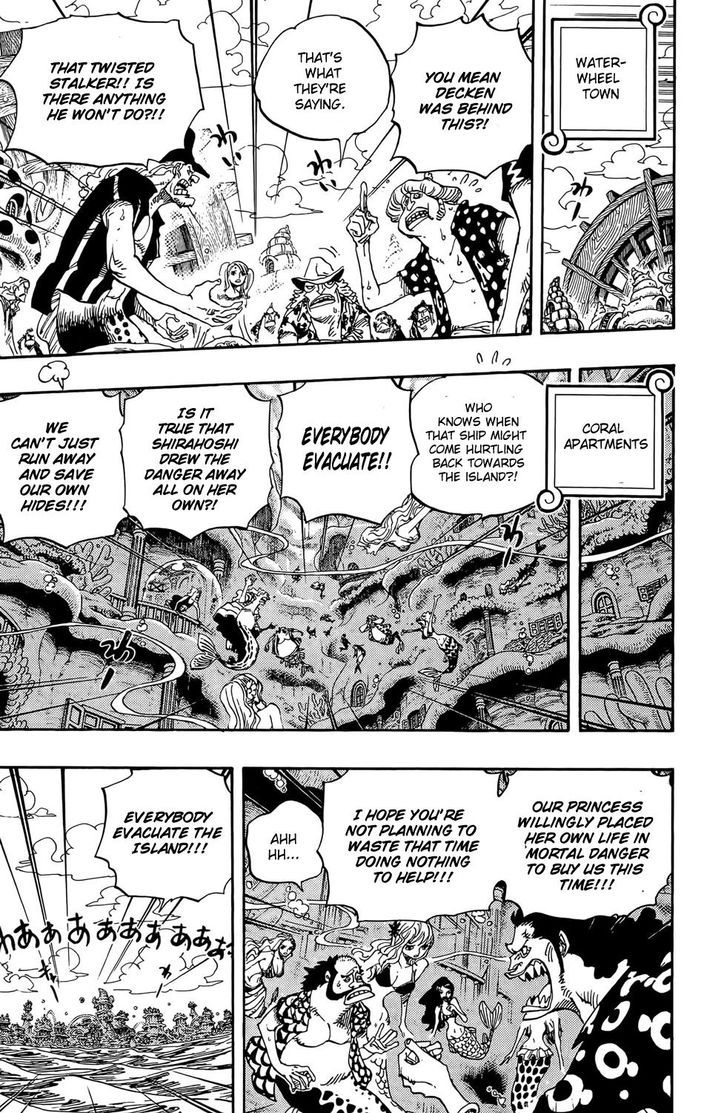 WATER-
WHEEL
TOWN
YOU MEAN
DECKEN
WAS BEHIND
THIS?!
THAT'S
WHAT
THEY'RE
SAYING.
THAT TWISTED
STALKER!! IS
THERE ANYTHING
HE WON'T DO?!!
CORAL
APARTMENTS
WHO
KNOWS WHEN
THAT SHIP MIGHT
COME HURTLING
BACK TOWARDS
THE ISLAND?!
EVERYBODY
EVACUATE!!
IS IT
TRUE THAT
SHIRAHOSHI
DREW THE
DANGER AWAY
ALL ON HER
OWN?!
WE
CAN'T JUST
RUN AWAY
AND SAVE
OUR OWN
HIDES!!!
OUR PRINCESS
WILLINGLY PLACED
HER OWN LIFE IN
MORTAL DANGER
TO BUY US THIS
TIME!!!
I HOPE YOU'RE
NOT PLANNING TO
WASTE THAT TIME
DOING NOTHING
TO HELP!!!
AHH
HH...
EVERYBODY
EVACUATE THE
ISLAND!!!
わああああああああ